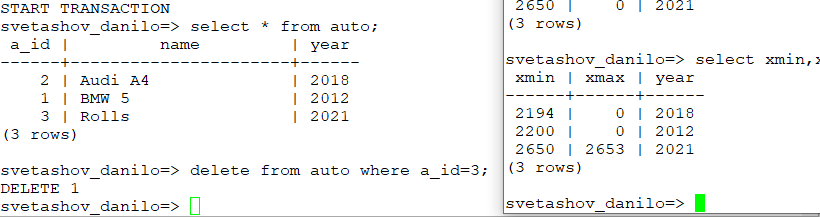 START TRANSACTION
svetashov_danilo=> select * from auto;
a_id | name | year
------+----------------------+------
2 | Audi A4 | 2018
1 | BMW 5 | 2012
3 | Rolls | 2021
(3 rows)
svetashov_danilo=> delete from auto where a_id=3;
DELETE 1
svetashov_danilo=>
2650 | 0 | 2021
(3 rows)
svetashov_danilo=> select xmin,x
xmin | xmax | year
------+------+------
2194 | 0 | 2018
2200 | 0 | 2012
2650 | 2653 | 2021
(3 rows)
svetashov_danilo=>